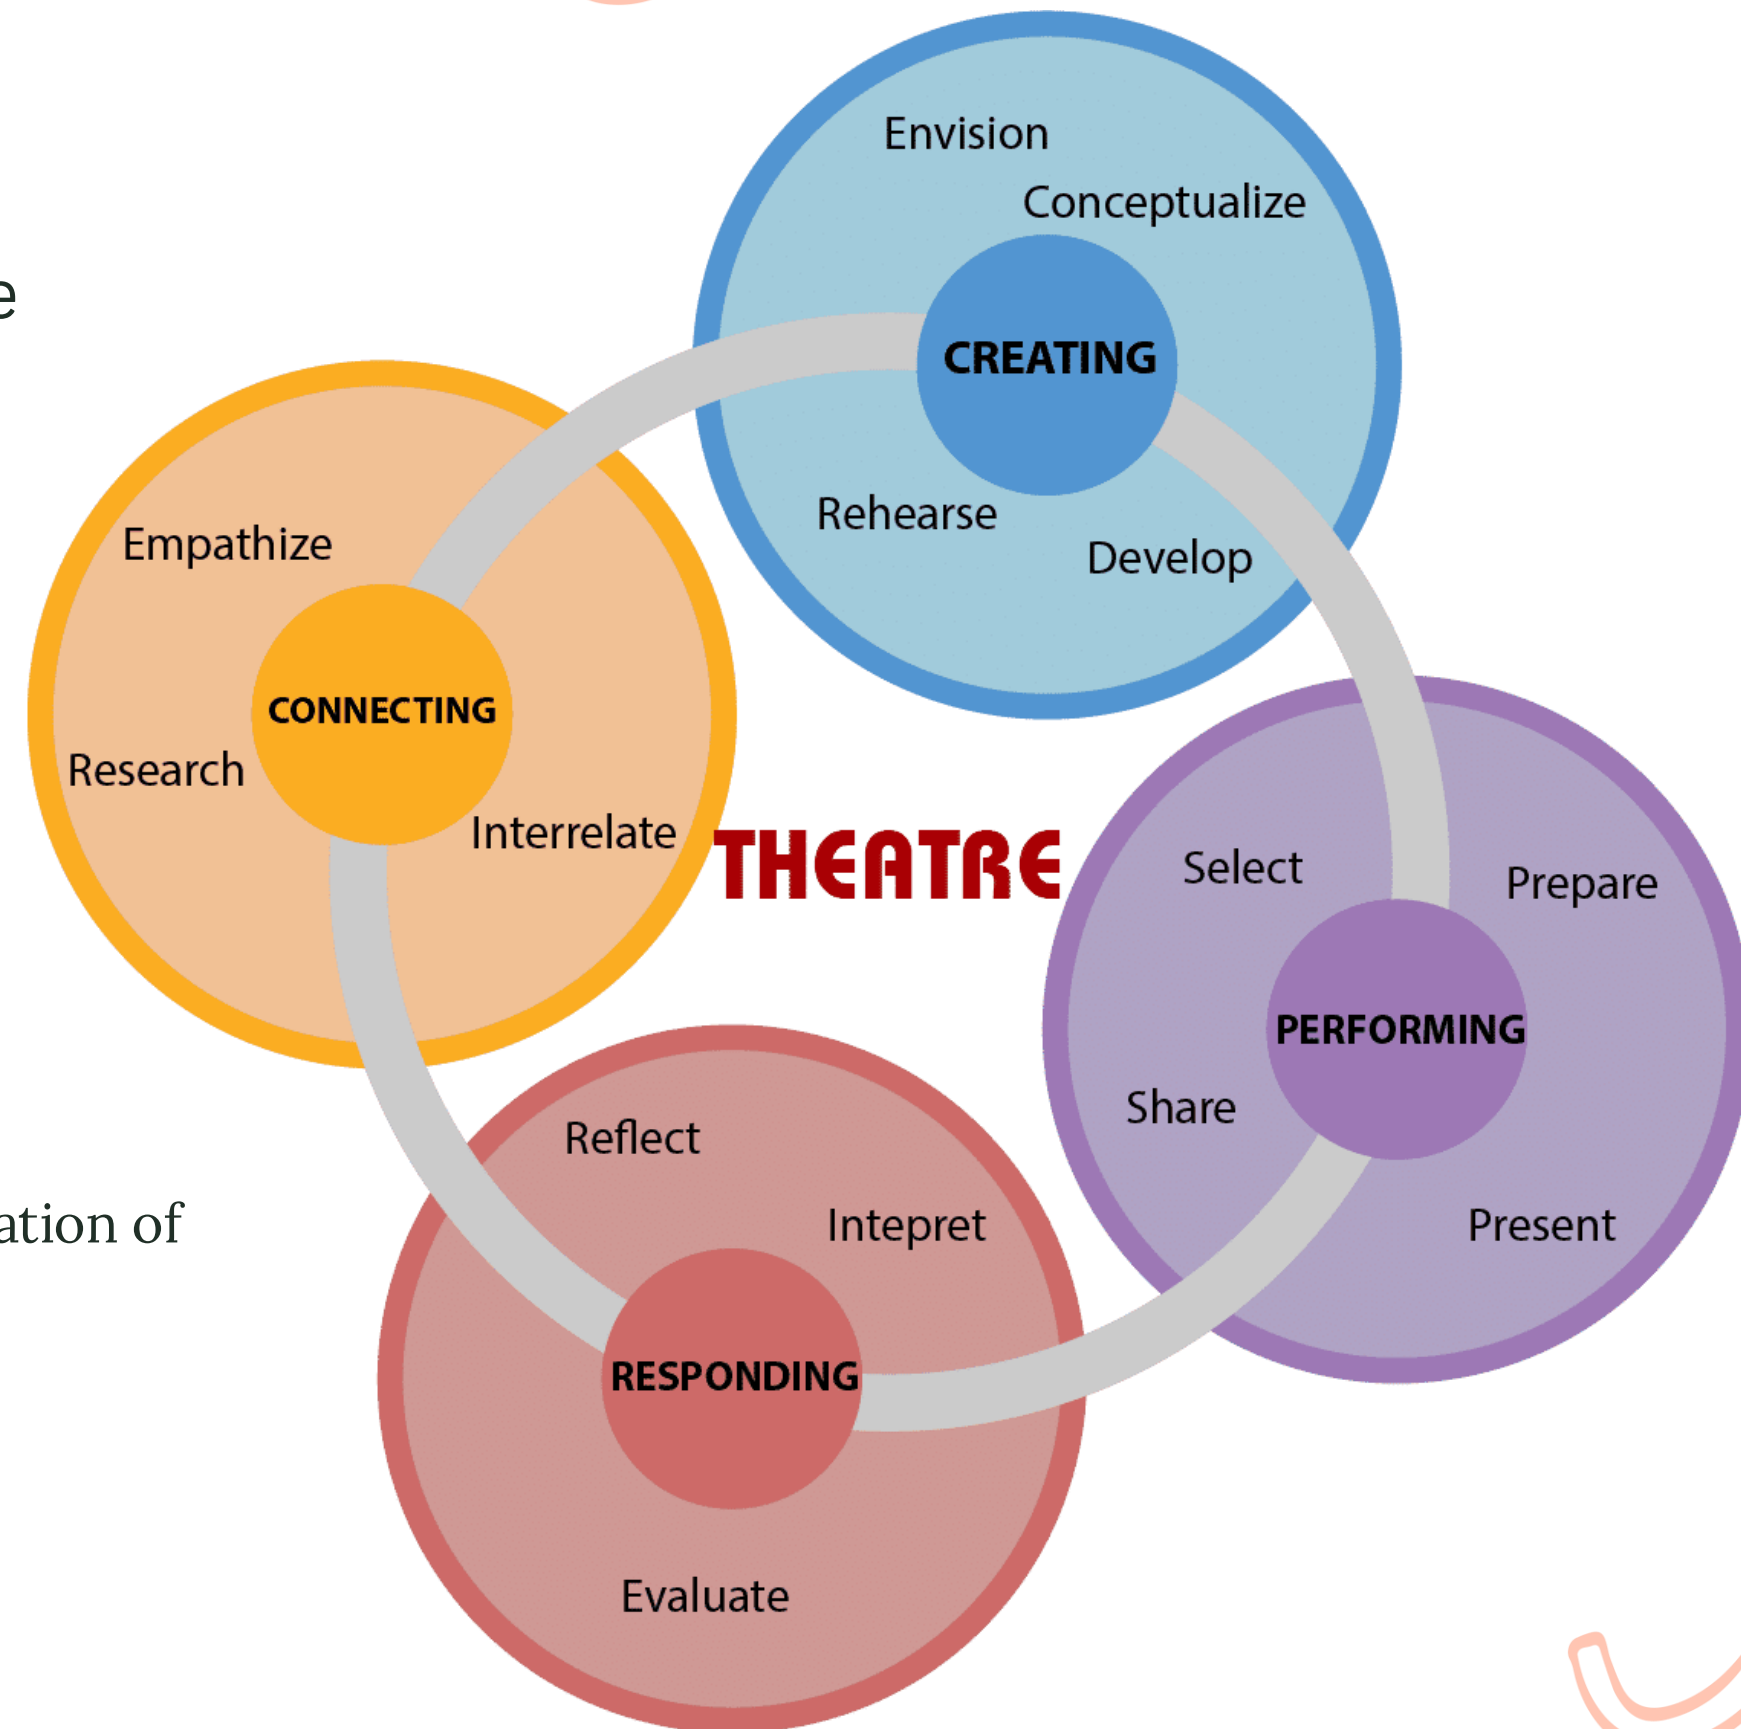 Envision
Conceptualize
CREATING
Rehearse
Develop
e
Empathize
CONNECTING
Research
Interrelate
THEATRE
Select
Prepare
PERFORMING
Share
Present
Reflect
Intepret
RESPONDING
Evaluate
ation of